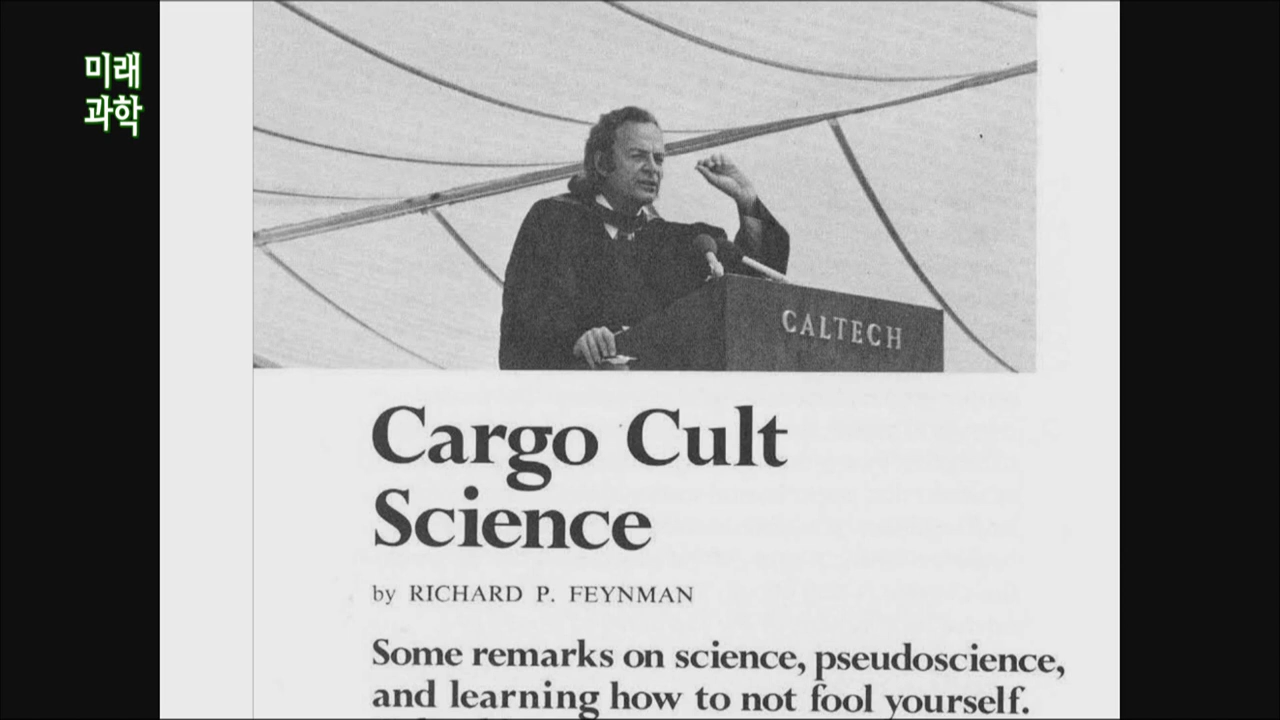 미래
과학
CALTECH
Cargo Cult
Science
by RICHARD P. FEYNMAN
Some remarks on science, pseudoscience,
and learning how to not fool yourself.